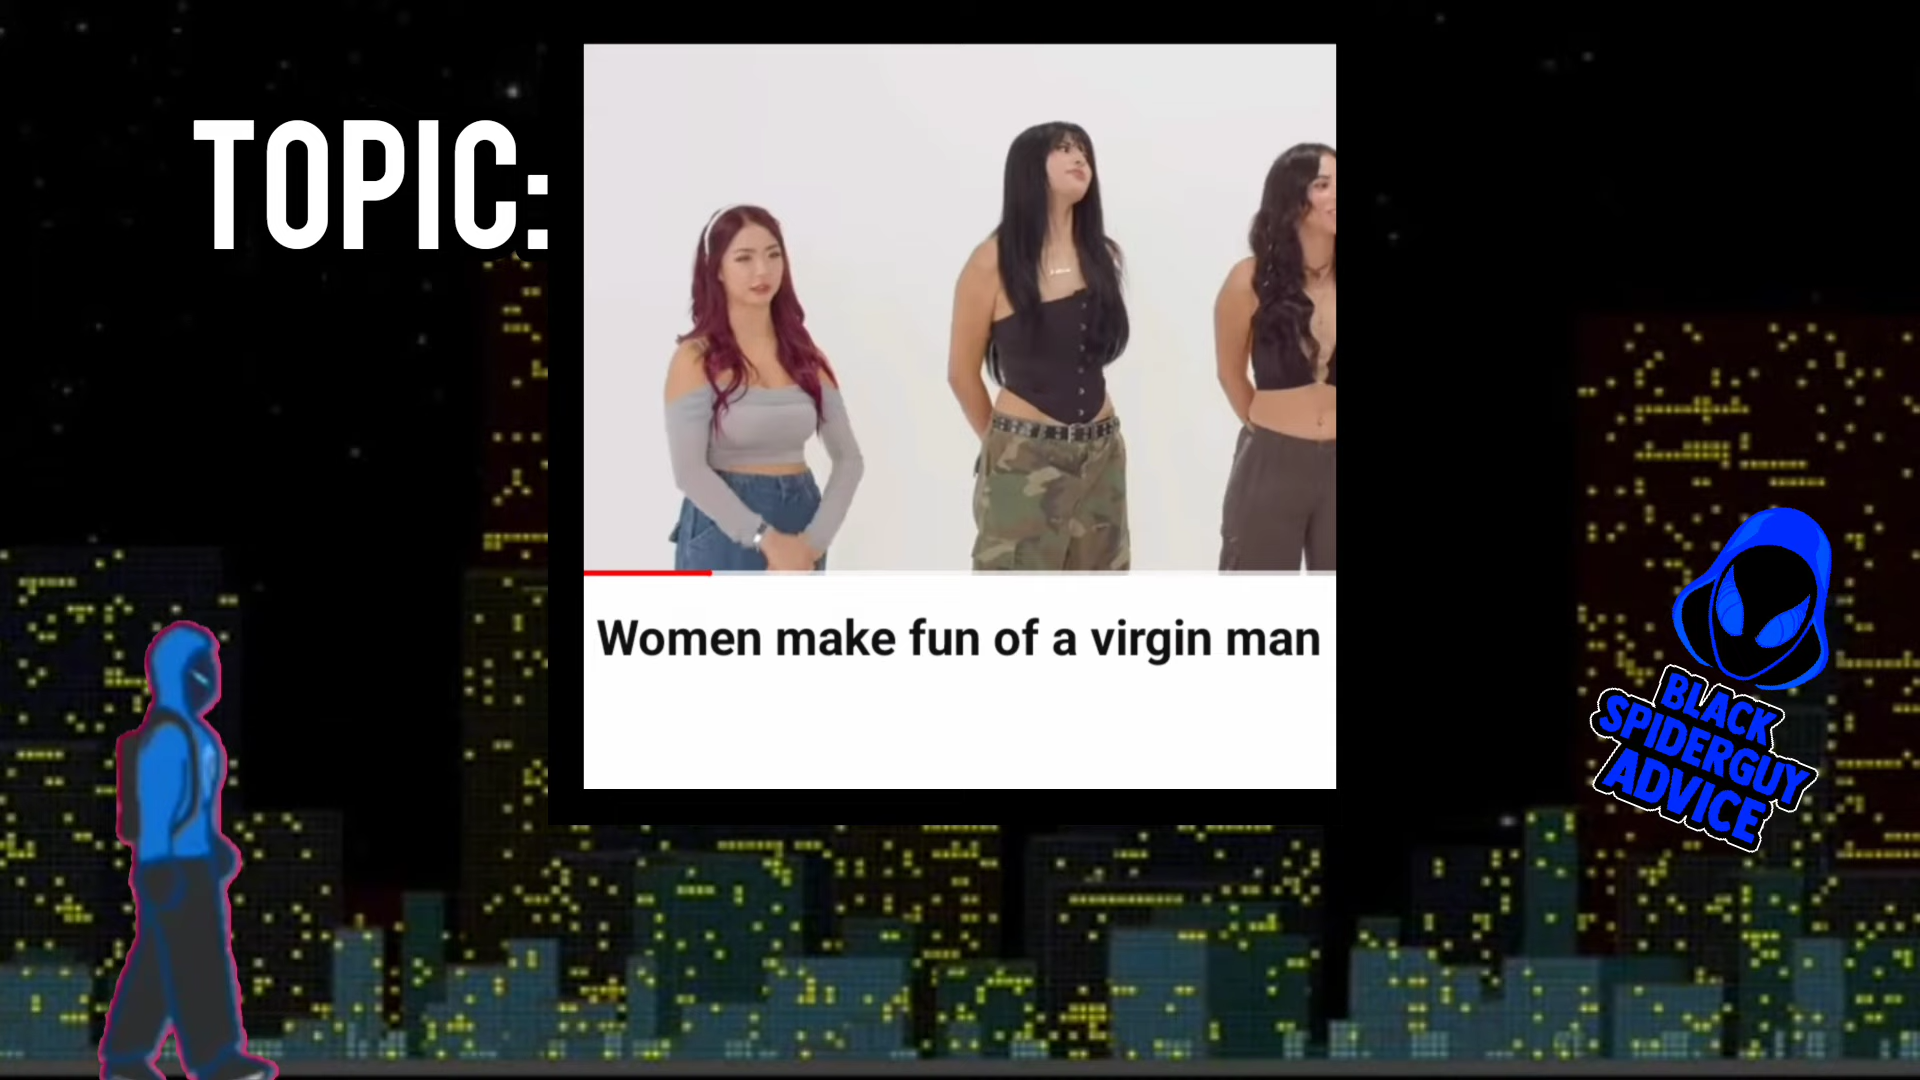 TOPIC:
Women make fun of a virgin man
BLACK
SPIDERGUY
ADVICE